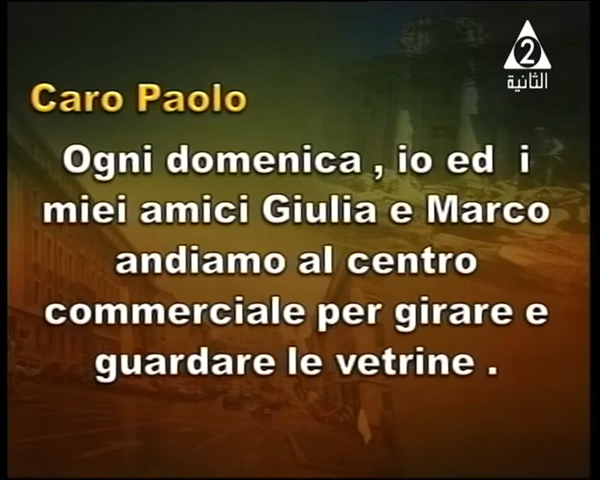 2
الثانية
Caro Paolo
Ogni domenica , io ed i
miei amici Giulia e Marco
andiamo al centro
commerciale per girare e
guardare le vetrine .